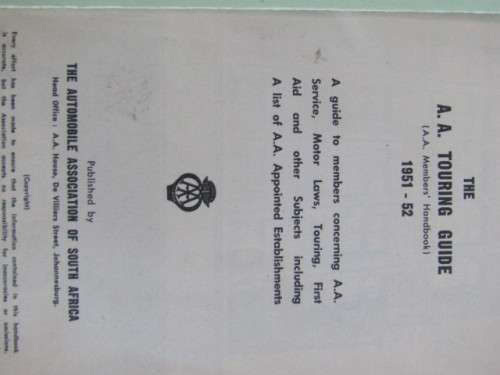 THE
A. A. TOURING GUIDE
(A.A. Members' Handbook)
1951 - 52
A guide to members concerning A.A.
Service, Motor Laws, Touring, First
Aid and other Subjects including
A list of A.A. Appointed Establishments
AA
Published by
THE AUTOMOBILE ASSOCIATION OF SOUTH AFRICA
Head Office : A.A. House, De Villiers Street, Johannesburg.
(Copyright)
Every effort has been made to ensure that the information contained in this handbook
is accurate, but the Association accepts no responsibility for inaccuracies or omissions.